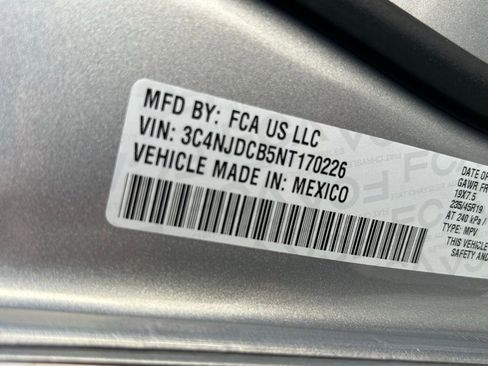 MFD BY: FCA US LLC
VIN: 3C4NJDCB5NT170226
VEHICLE MADE IN: MEXICO
DATE OF
GAWR FR
19X7.5
235/45R19
AT 240 kPa /
TYPE: MPV
THIS VEHICLE
SAFETY AND